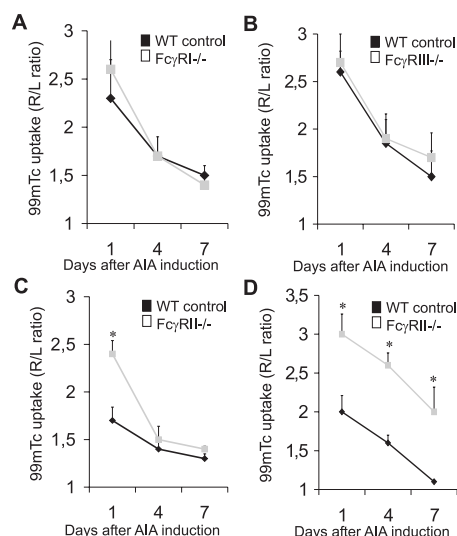 A
WT control
FcγRI-/-
99mTc uptake (R/L ratio)
3
2,5
2
1,5
1
1 4 7
Days after AIA induction
B
WT control
FcγRIII-/-
99mTc uptake (R/L ratio)
3
2,5
2
1,5
1
1 4 7
Days after AIA induction
C
WT control
FcγRII-/-
99mTc uptake (R/L ratio)
3
2,5
2
1,5
1
*
1 4 7
Days after AIA induction
D
WT control
FcγRII-/-
99mTc uptake (R/L ratio)
3,5
3
2,5
2
1,5
1
*
*
*
1 4 7
Days after AIA induction